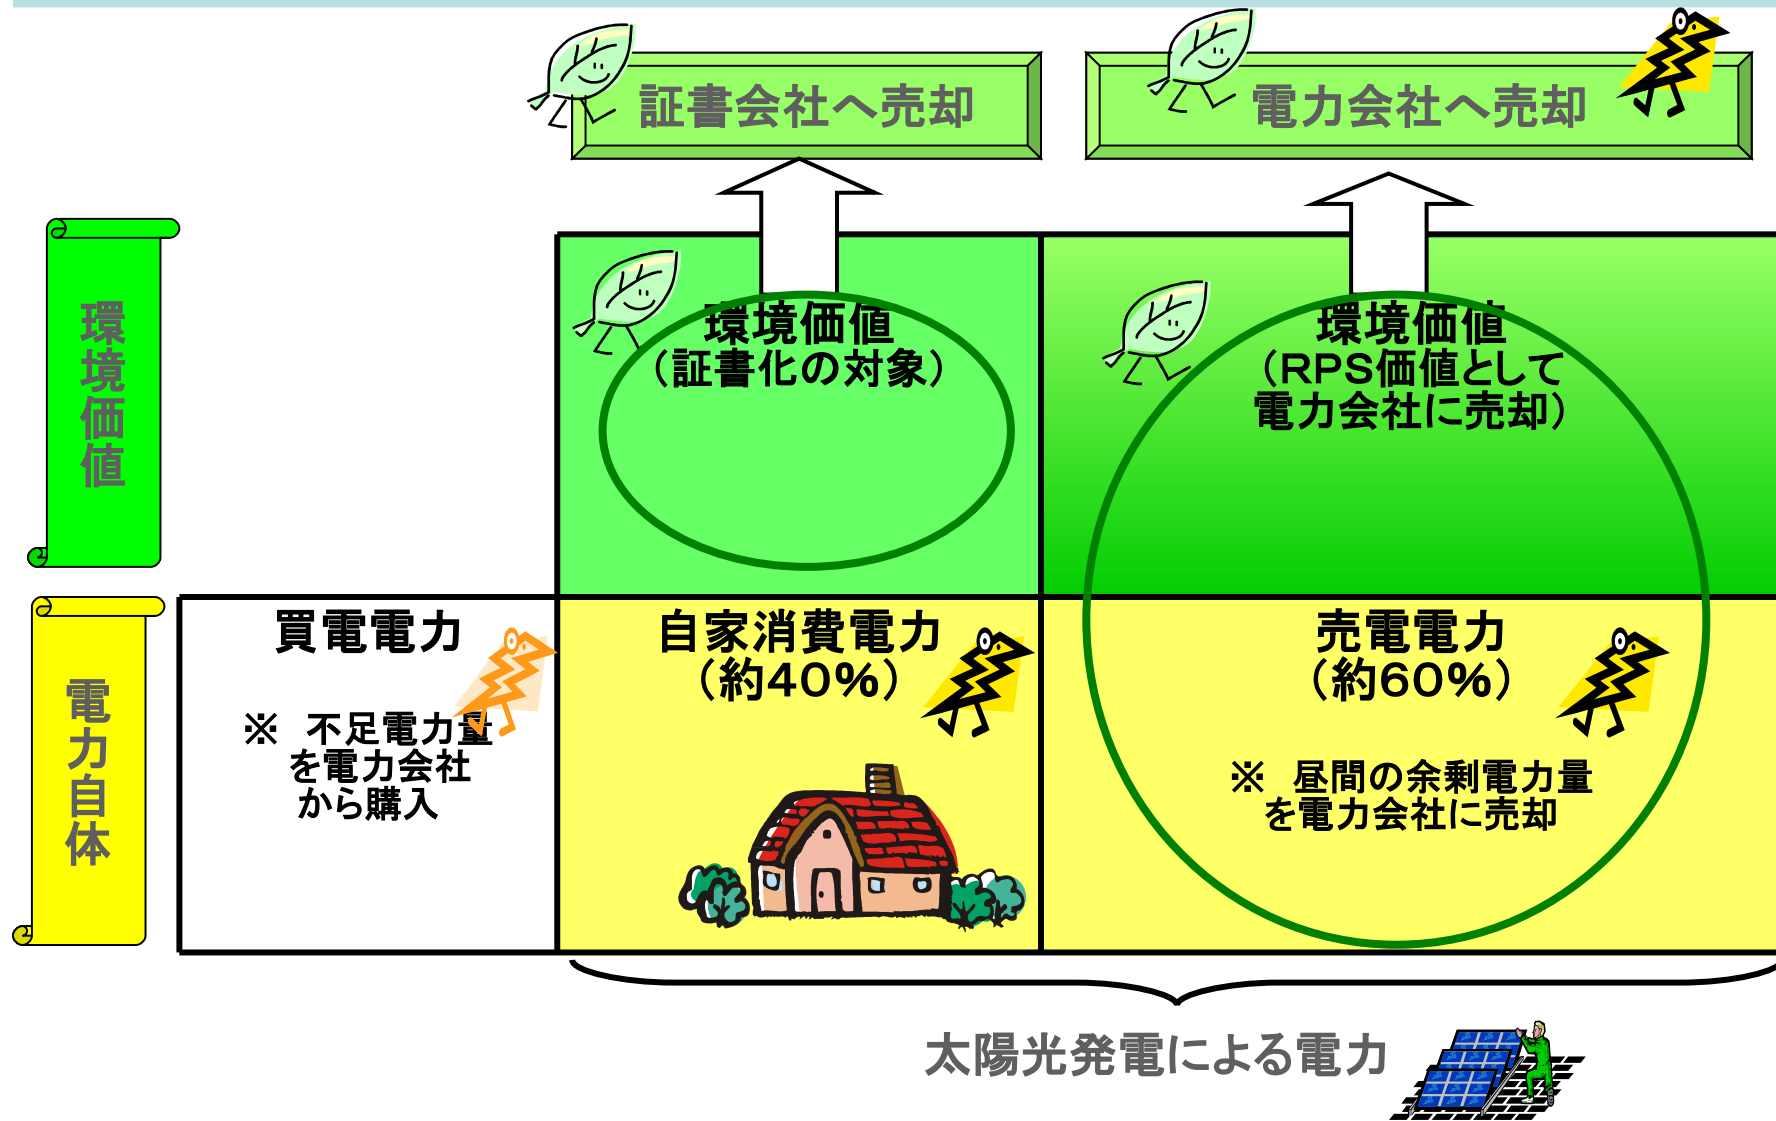 証書会社へ売却
電力会社へ売却
環境価値
環境価値
（証書化の対象）
環境価値
（RPS価値として
電力会社に売却）
電力自体
買電電力
※　不足電力量
を電力会社
から購入
自家消費電力
（約40%）
売電電力
（約60%）
※　昼間の余剰電力量
を電力会社に売却
太陽光発電による電力